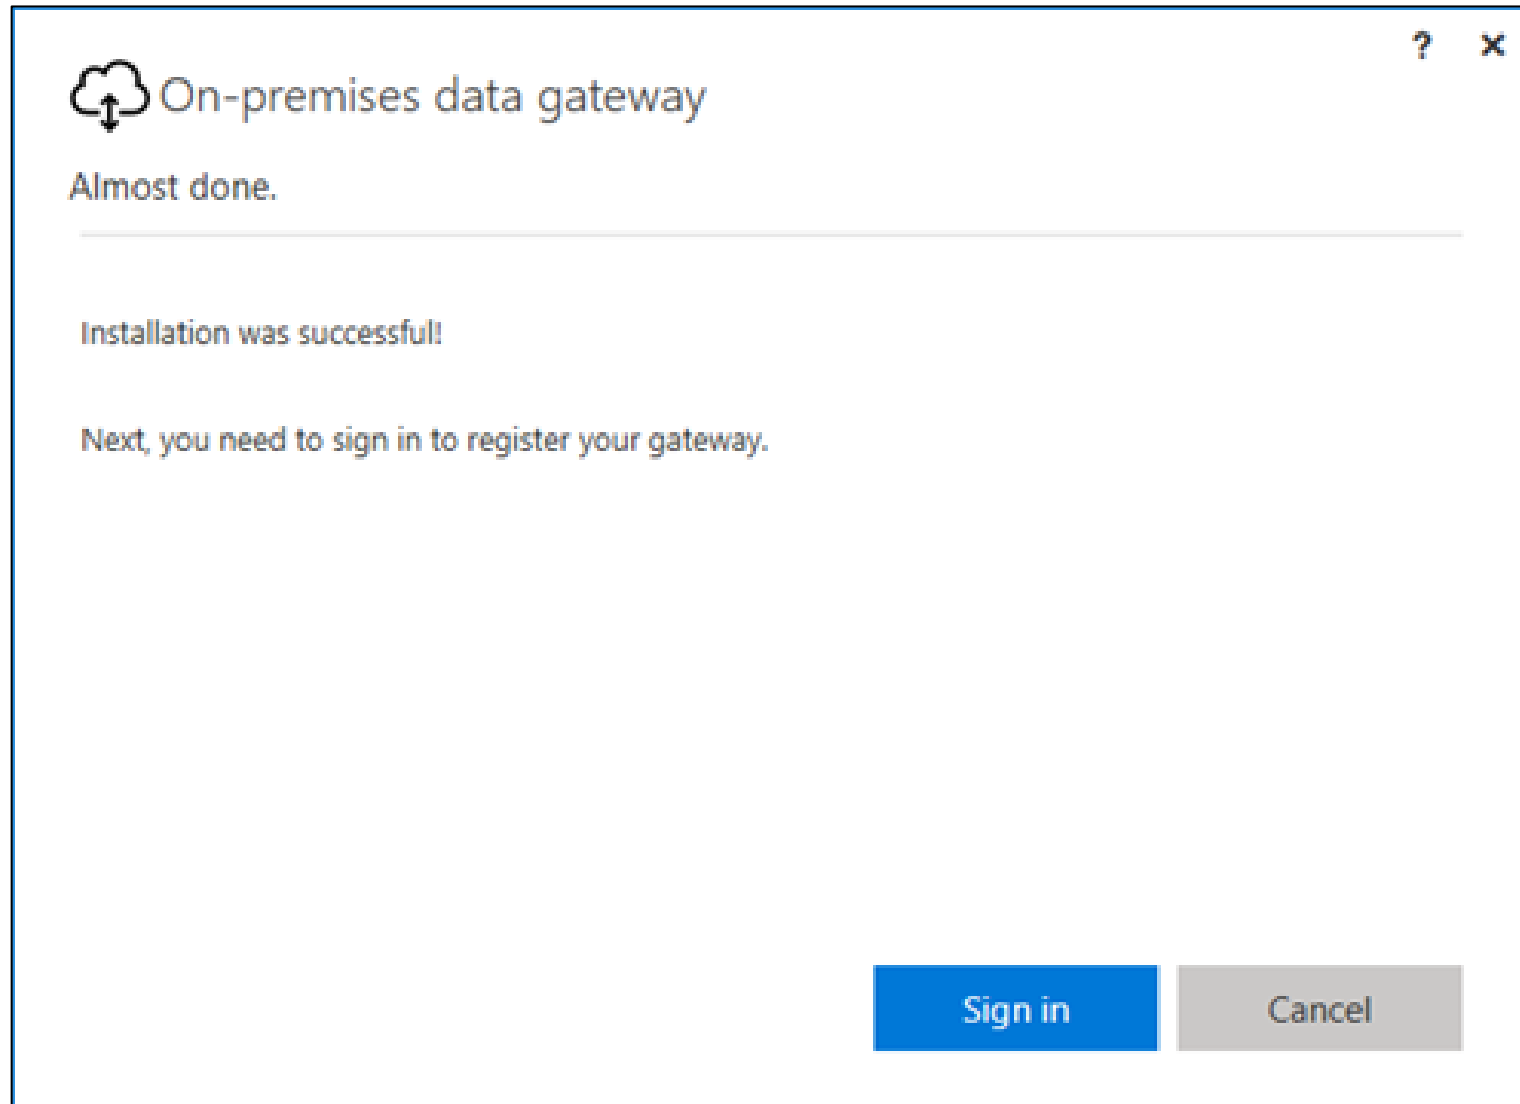 ? ×
On-premises data gateway
Almost done.
Installation was successful!
Next, you need to sign in to register your gateway.
Sign in
Cancel